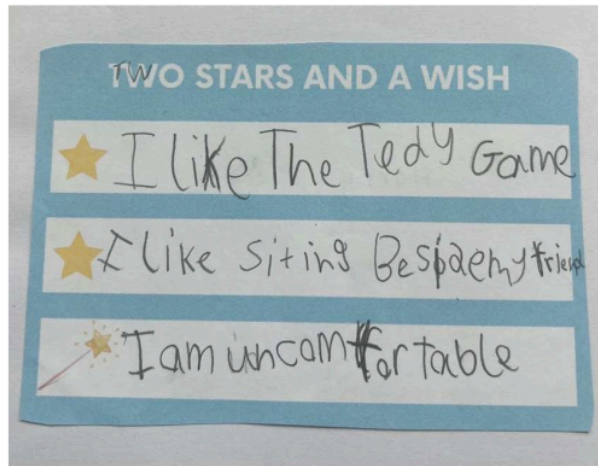 TWO STARS AND A WISH
I like The Tedy Game
I like siting Besidemy friend
I am uncomfortable